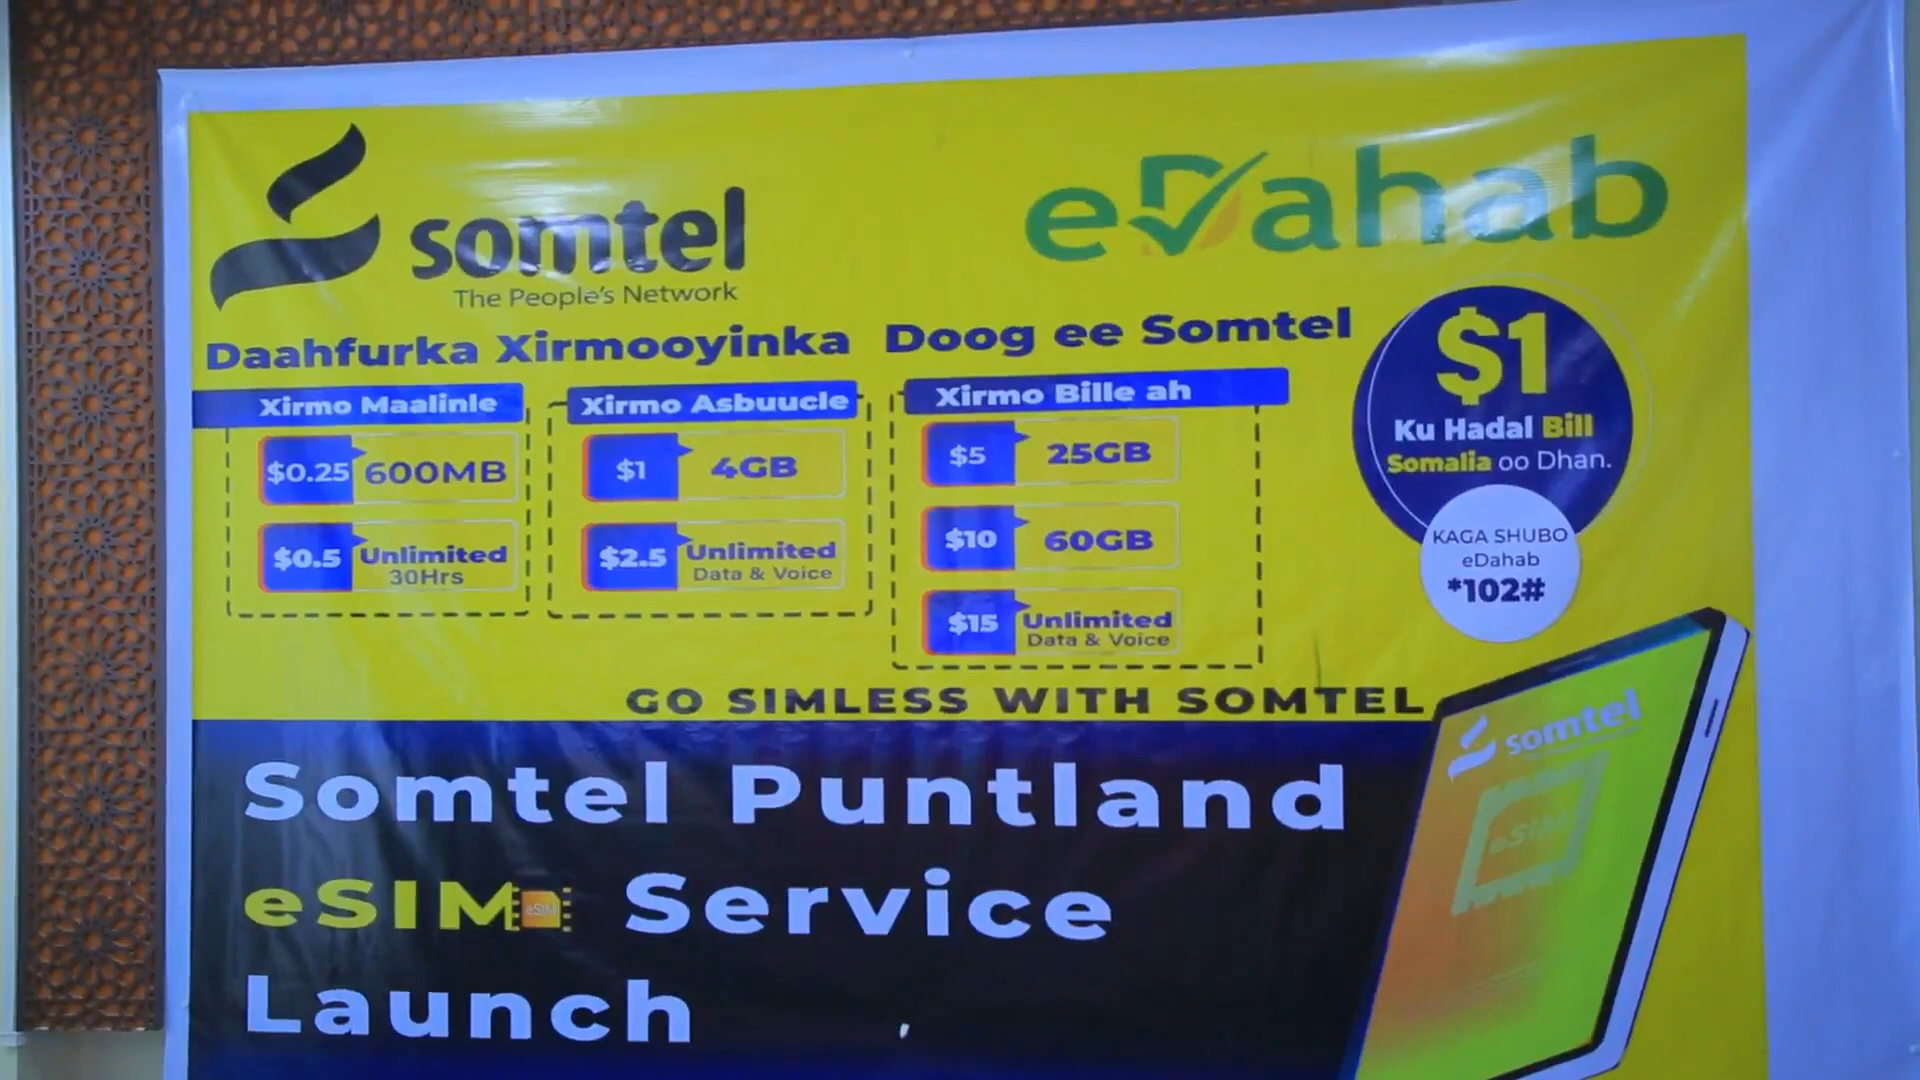 somtel
The People's Network
eDahab
Daahfurka Xirmooyinka Doog ee Somtel
Xirmo Maalinle
$0.25 600MB
$0.5 Unlimited
30Hrs
Xirmo Asbuucle
$1 4GB
$2.5 Unlimited
Data & Voice
Xirmo Bille ah
$5 25GB
$10 60GB
$15 Unlimited
Data & Voice
$1
Ku Hadal Bill
Somalia oo Dhan.
KAGA SHUBO
eDahab
*102#
GO SIMLESS WITH SOMTEL
Somtel Puntland
eSIM eSIM Service
Launch
somtel
eSIM